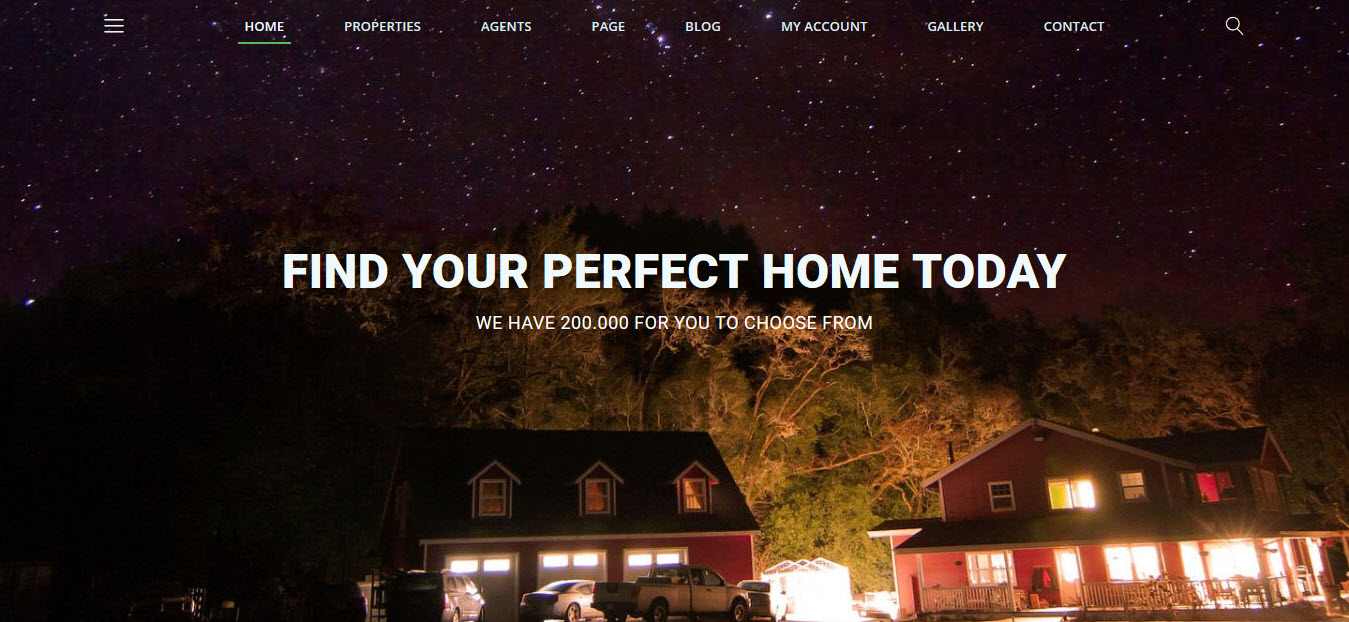 HOME PROPERTIES AGENTS PAGE BLOG MY ACCOUNT GALLERY CONTACT
FIND YOUR PERFECT HOME TODAY
WE HAVE 200.000 FOR YOU TO CHOOSE FROM